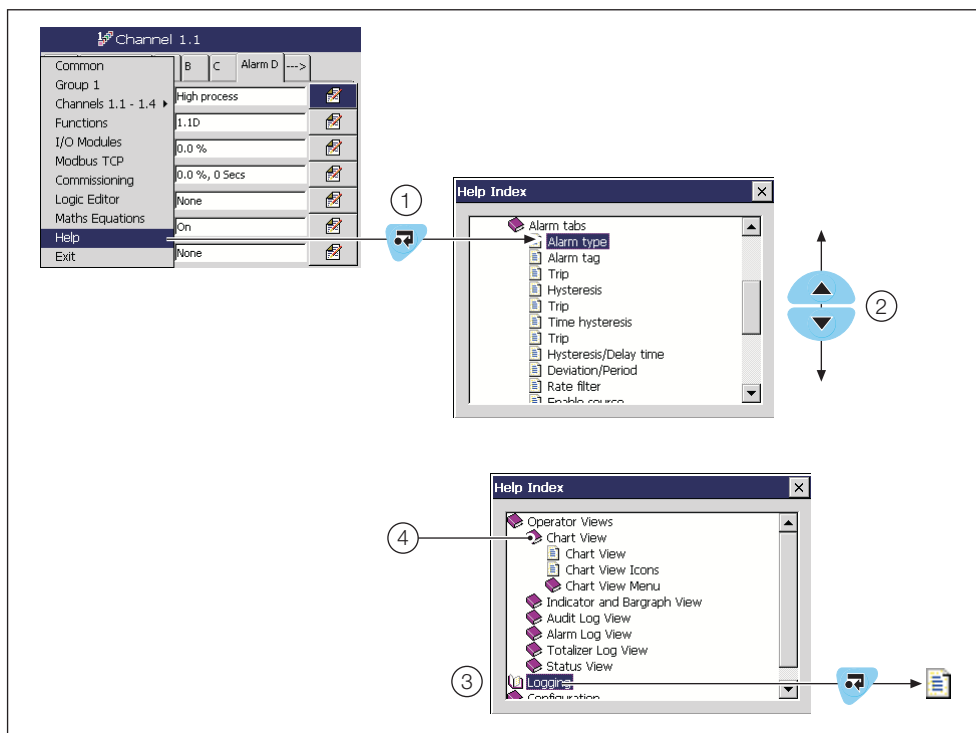 Channel 1.1
B C Alarm D --->
Common
Group 1
Channels 1.1 - 1.4
Functions
I/O Modules
Modbus TCP
Commissioning
Logic Editor
Maths Equations
Help
Exit
High process
1.1D
0.0 %
0.0 %, 0 Secs
None
On
None
1
Help Index
Alarm tabs
Alarm type
Alarm tag
Trip
Hysteresis
Trip
Time hysteresis
Trip
Hysteresis/Delay time
Deviation/Period
Rate filter
Enable source
2
Help Index
4
Operator Views
Chart View
Chart View
Chart View Icons
Chart View Menu
Indicator and Bargraph View
Audit Log View
Alarm Log View
Totalizer Log View
Status View
3
Logging
Configuration